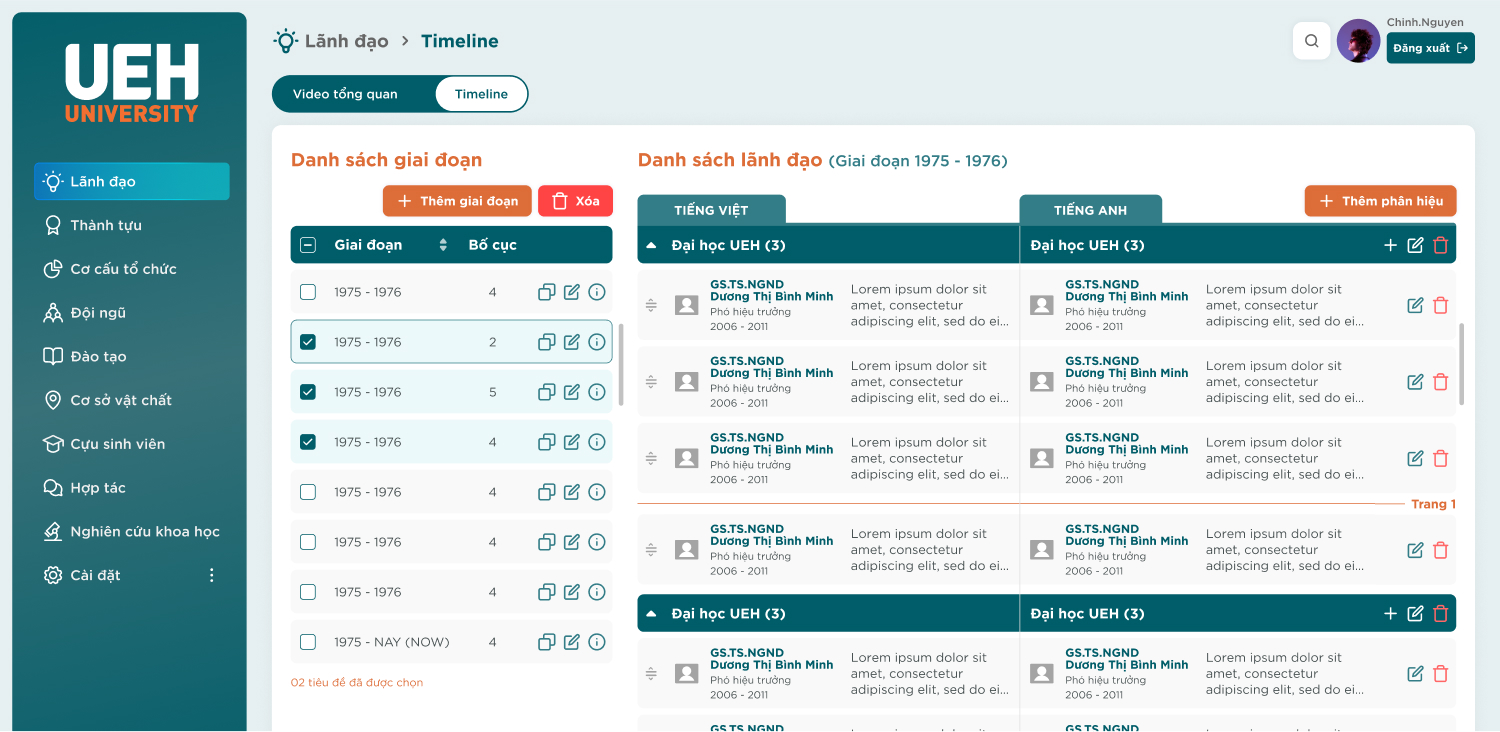 UEH
UNIVERSITY
Lãnh đạo
Thành tựu
Cơ cấu tổ chức
Đội ngũ
Đào tạo
Cơ sở vật chất
Cựu sinh viên
Hợp tác
Nghiên cứu khoa học
Cài đặt
Lãnh đạo > Timeline
Chinh.Nguyen
Đăng xuất
Video tổng quan
Timeline
Danh sách giai đoạn
+ Thêm giai đoạn
Xóa
Giai đoạn Bố cục
1975 - 1976 4
1975 - 1976 2
1975 - 1976 5
1975 - 1976 4
1975 - 1976 4
1975 - 1976 4
1975 - 1976 4
1975 - NAY (NOW) 4
02 tiêu đề đã được chọn
Danh sách lãnh đạo (Giai đoạn 1975 - 1976)
TIẾNG VIỆT
TIẾNG ANH
+ Thêm phân hiệu
Đại học UEH (3)
Đại học UEH (3)
GS.TS.NGND
Dương Thị Bình Minh
Phó hiệu trưởng
2006 - 2011
Lorem ipsum dolor sit
amet, consectetur
adipiscing elit, sed do ei...
GS.TS.NGND
Dương Thị Bình Minh
Phó hiệu trưởng
2006 - 2011
Lorem ipsum dolor sit
amet, consectetur
adipiscing elit, sed do ei...
GS.TS.NGND
Dương Thị Bình Minh
Phó hiệu trưởng
2006 - 2011
Lorem ipsum dolor sit
amet, consectetur
adipiscing elit, sed do ei...
GS.TS.NGND
Dương Thị Bình Minh
Phó hiệu trưởng
2006 - 2011
Lorem ipsum dolor sit
amet, consectetur
adipiscing elit, sed do ei...
GS.TS.NGND
Dương Thị Bình Minh
Phó hiệu trưởng
2006 - 2011
Lorem ipsum dolor sit
amet, consectetur
adipiscing elit, sed do ei...
GS.TS.NGND
Dương Thị Bình Minh
Phó hiệu trưởng
2006 - 2011
Lorem ipsum dolor sit
amet, consectetur
adipiscing elit, sed do ei...
Trang 1
GS.TS.NGND
Dương Thị Bình Minh
Phó hiệu trưởng
2006 - 2011
Lorem ipsum dolor sit
amet, consectetur
adipiscing elit, sed do ei...
GS.TS.NGND
Dương Thị Bình Minh
Phó hiệu trưởng
2006 - 2011
Lorem ipsum dolor sit
amet, consectetur
adipiscing elit, sed do ei...
Đại học UEH (3)
Đại học UEH (3)
GS.TS.NGND
Dương Thị Bình Minh
Phó hiệu trưởng
2006 - 2011
Lorem ipsum dolor sit
amet, consectetur
adipiscing elit, sed do ei...
GS.TS.NGND
Dương Thị Bình Minh
Phó hiệu trưởng
2006 - 2011
Lorem ipsum dolor sit
amet, consectetur
adipiscing elit, sed do ei...
GS.TS.NGND
GS.TS.NGND